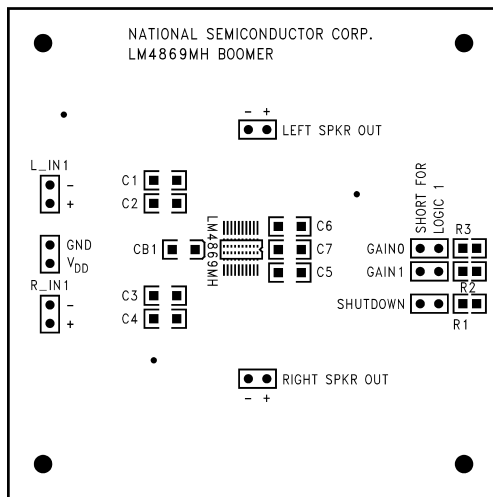 NATIONAL SEMICONDUCTOR CORP.
LM4869MH BOOMER
- +
LEFT SPKR OUT
L_IN1
-
+
C1
C2
SHORT FOR
LOGIC 1
LM4869MH
C6
C7
C5
CB1
GND
VDD
R_IN1
-
+
C3
C4
R3
GAIN0
GAIN1
R2
SHUTDOWN
R1
RIGHT SPKR OUT
- +